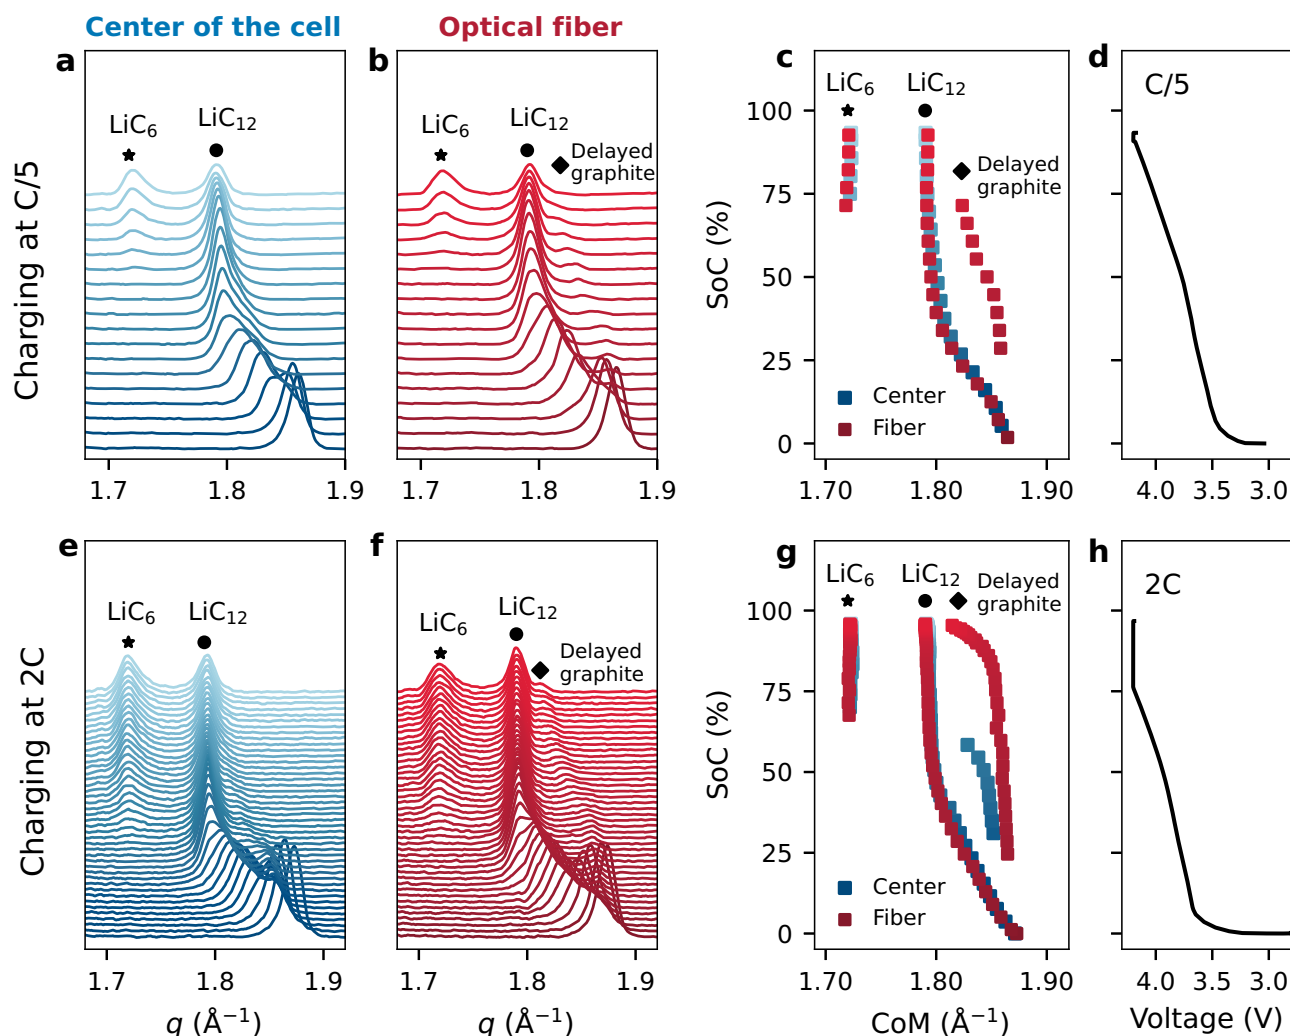 Center of the cell
Optical fiber
a
b
c
d
LiC₆
LiC₁₂
LiC₆
LiC₁₂
Delayed
graphite
LiC₆
LiC₁₂
Delayed
graphite
C/5
Charging at C/5
SoC (%)
100
75
50
25
0
Center
Fiber
1.7
1.8
1.9
1.7
1.8
1.9
1.70
1.80
1.90
4.0
3.5
3.0
e
f
g
h
LiC₆
LiC₁₂
LiC₆
LiC₁₂
Delayed
graphite
LiC₆
LiC₁₂
Delayed
graphite
2C
Charging at 2C
SoC (%)
100
75
50
25
0
Center
Fiber
1.7
1.8
1.9
1.7
1.8
1.9
1.70
1.80
1.90
4.0
3.5
3.0
q (Å⁻¹)
q (Å⁻¹)
CoM (Å⁻¹)
Voltage (V)